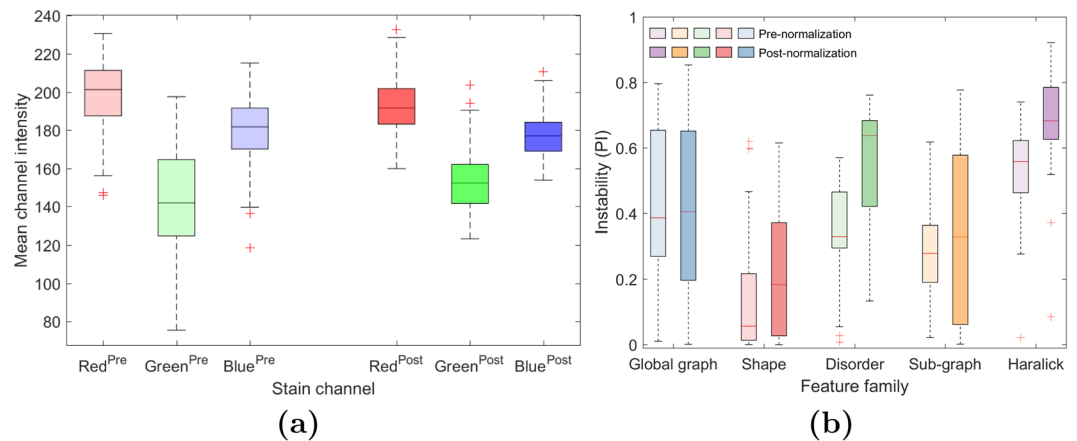 240
220
200
180
160
140
120
100
80
Mean channel intensity
Red^Pre Green^Pre Blue^Pre Red^Post Green^Post Blue^Post
Stain channel
(a)
1
0.8
0.6
0.4
0.2
0
Instability (PI)
Pre-normalization
Post-normalization
Global graph Shape Disorder Sub-graph Haralick
Feature family
(b)